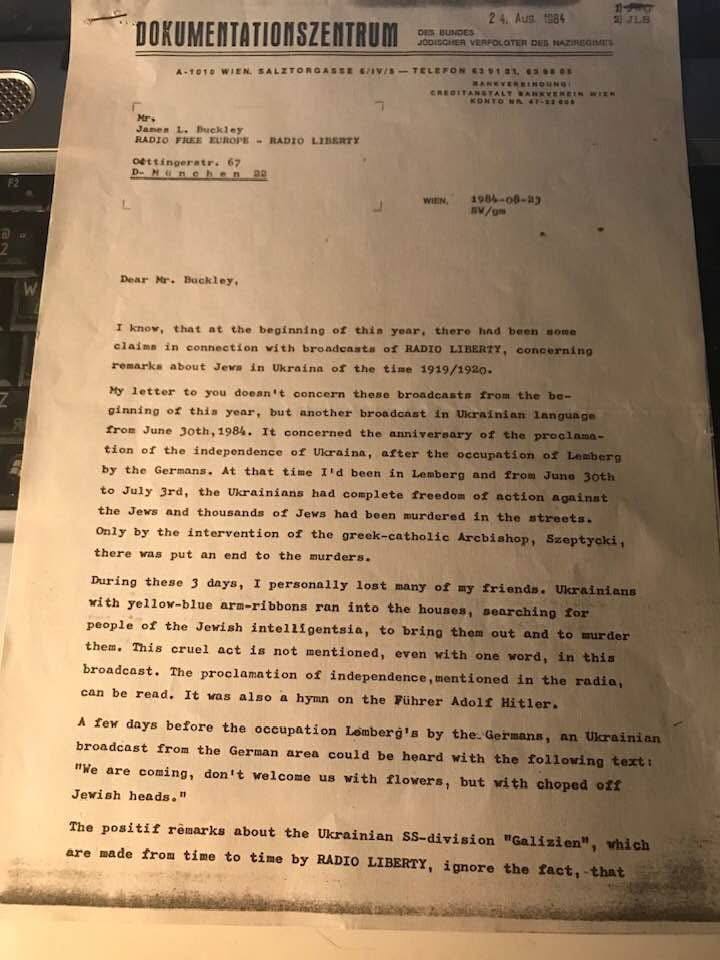 24. Aug. 1984
2) JLB
DOKUMENTATIONSZENTRUM
DES BUNDES
JÜDISCHER VERFOLGTER DES NAZIREGIMES
A-1010 WIEN, SALZTORGASSE 6/IV/5 — TELEFON 63 91 31, 63 98 05
BANKVERBINDUNG:
CREDITANSTALT BANKVEREIN WIEN
KONTO NR. 47-32 608
Mr.
James L. Buckley
RADIO FREE EUROPE - RADIO LIBERTY
Oettingerstr. 67
D- M ü n c h e n 22
WIEN, 1984-08-23
SW/gm
Dear Mr. Buckley,
I know, that at the beginning of this year, there had been some
claims in connection with broadcasts of RADIO LIBERTY, concerning
remarks about Jews in Ukraina of the time 1919/1920.
My letter to you doesn't concern these broadcasts from the be-
ginning of this year, but another broadcast in Ukrainian language
from June 30th,1984. It concerned the anniversary of the proclama-
tion of the independence of Ukraina, after the occupation of Lemberg
by the Germans. At that time I'd been in Lemberg and from June 30th
to July 3rd, the Ukrainians had complete freedom of action against
the Jews and thousands of Jews had been murdered in the streets.
Only by the intervention of the greek-catholic Arcbishop, Szeptycki,
there was put an end to the murders.
During these 3 days, I personally lost many of my friends. Ukrainians
with yellow-blue arm-ribbons ran into the houses, searching for
people of the Jewish intelligentsia, to bring them out and to murder
them. This cruel act is not mentioned, even with one word, in this
broadcast. The proclamation of independence,mentioned in the radia,
can be read. It was also a hymn on the Führer Adolf Hitler.
A few days before the occupation Lemberg's by the Germans, an Ukrainian
broadcast from the German area could be heard with the following text:
"We are coming, don't welcome us with flowers, but with choped off
Jewish heads."
The positif remarks about the Ukrainian SS-division "Galizien", which
are made from time to time by RADIO LIBERTY, ignore the fact, that
F2
2
W
Z